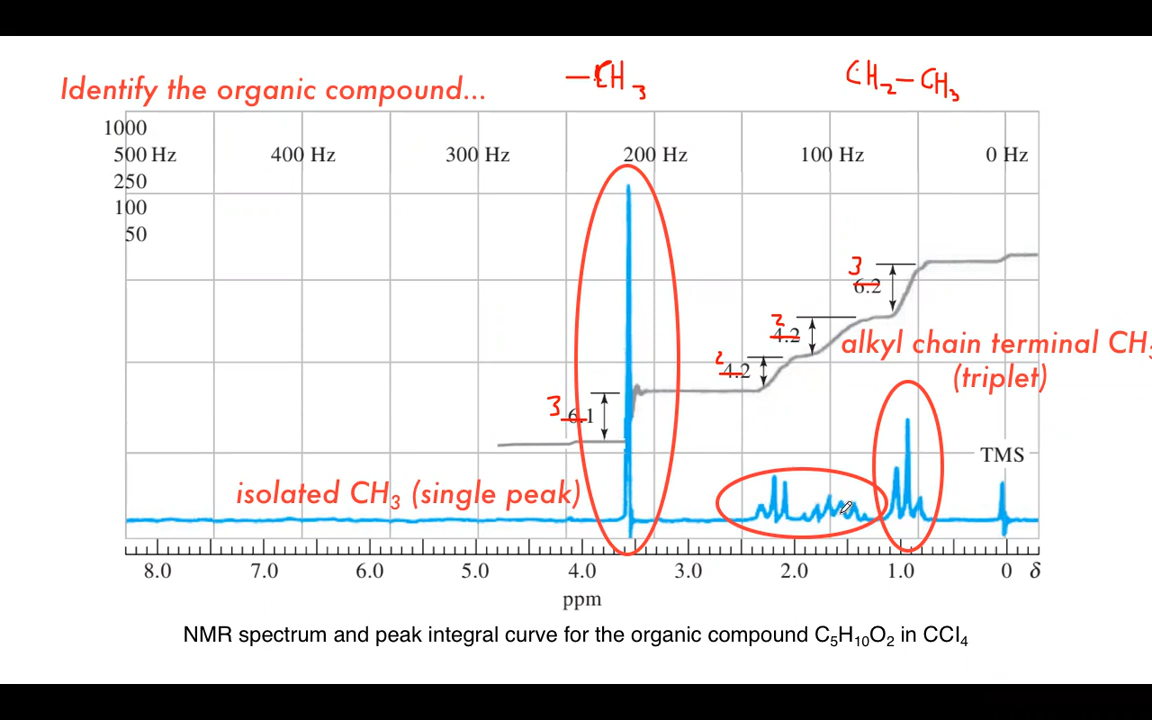 –CH₃
CH₂–CH₃
Identify the organic compound...
1000
500 Hz 400 Hz 300 Hz 200 Hz 100 Hz 0 Hz
250
100
50
3
6.2
2
4.2
2
4.2
alkyl chain terminal CH₃
(triplet)
3
6.1
TMS
isolated CH₃ (single peak)
8.0 7.0 6.0 5.0 4.0 3.0 2.0 1.0 0 δ
ppm
NMR spectrum and peak integral curve for the organic compound C₅H₁₀O₂ in CCl₄